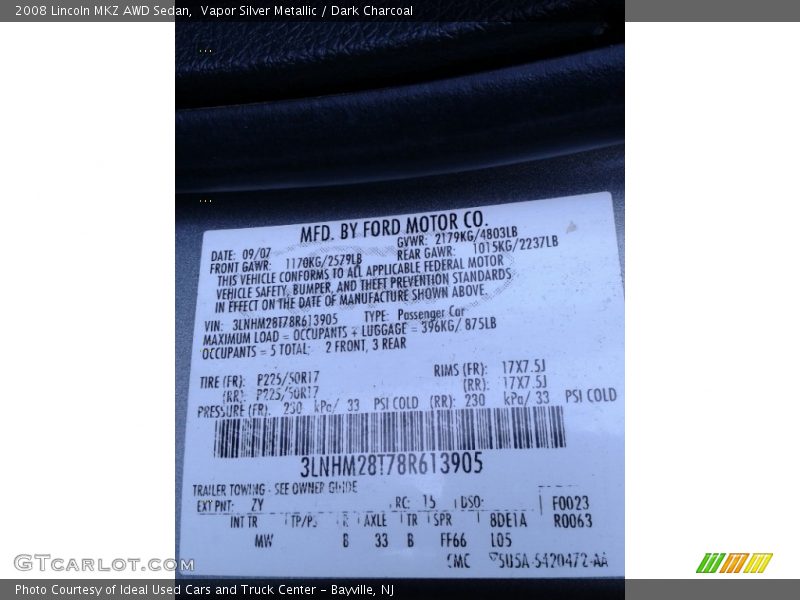 2008 Lincoln MKZ AWD Sedan, Vapor Silver Metallic / Dark Charcoal
MFD. BY FORD MOTOR CO.
DATE: 09/07 GVWR: 2179KG/4803LB
FRONT GAWR: 1170KG/2579LB REAR GAWR: 1015KG/2237LB
THIS VEHICLE CONFORMS TO ALL APPLICABLE FEDERAL MOTOR
VEHICLE SAFETY, BUMPER, AND THEFT PREVENTION STANDARDS
IN EFFECT ON THE DATE OF MANUFACTURE SHOWN ABOVE.
VIN: 3LNHM28T78R613905 TYPE: Passenger Car
MAXIMUM LOAD = OCCUPANTS + LUGGAGE = 396KG/ 875LB
OCCUPANTS = 5 TOTAL: 2 FRONT, 3 REAR
TIRE (FR): P225/50R17 RIMS (FR): 17X7.5J
(RR): P225/50R17 (RR): 17X7.5J
PRESSURE (FR): 230 kPa/ 33 PSI COLD (RR): 230 kPa/ 33 PSI COLD
3LNHM28T78R613905
TRAILER TOWING - SEE OWNER GUIDE
EXT PNT: ZY RC: 15 DSO: F0023
INT TR TP/PS R AXLE TR SPR 8DE1A R0063
MW B 33 B FF66 L05
5U5A-5420472-AA
GTCARLOT.COM
Photo Courtesy of Ideal Used Cars and Truck Center - Bayville, NJ